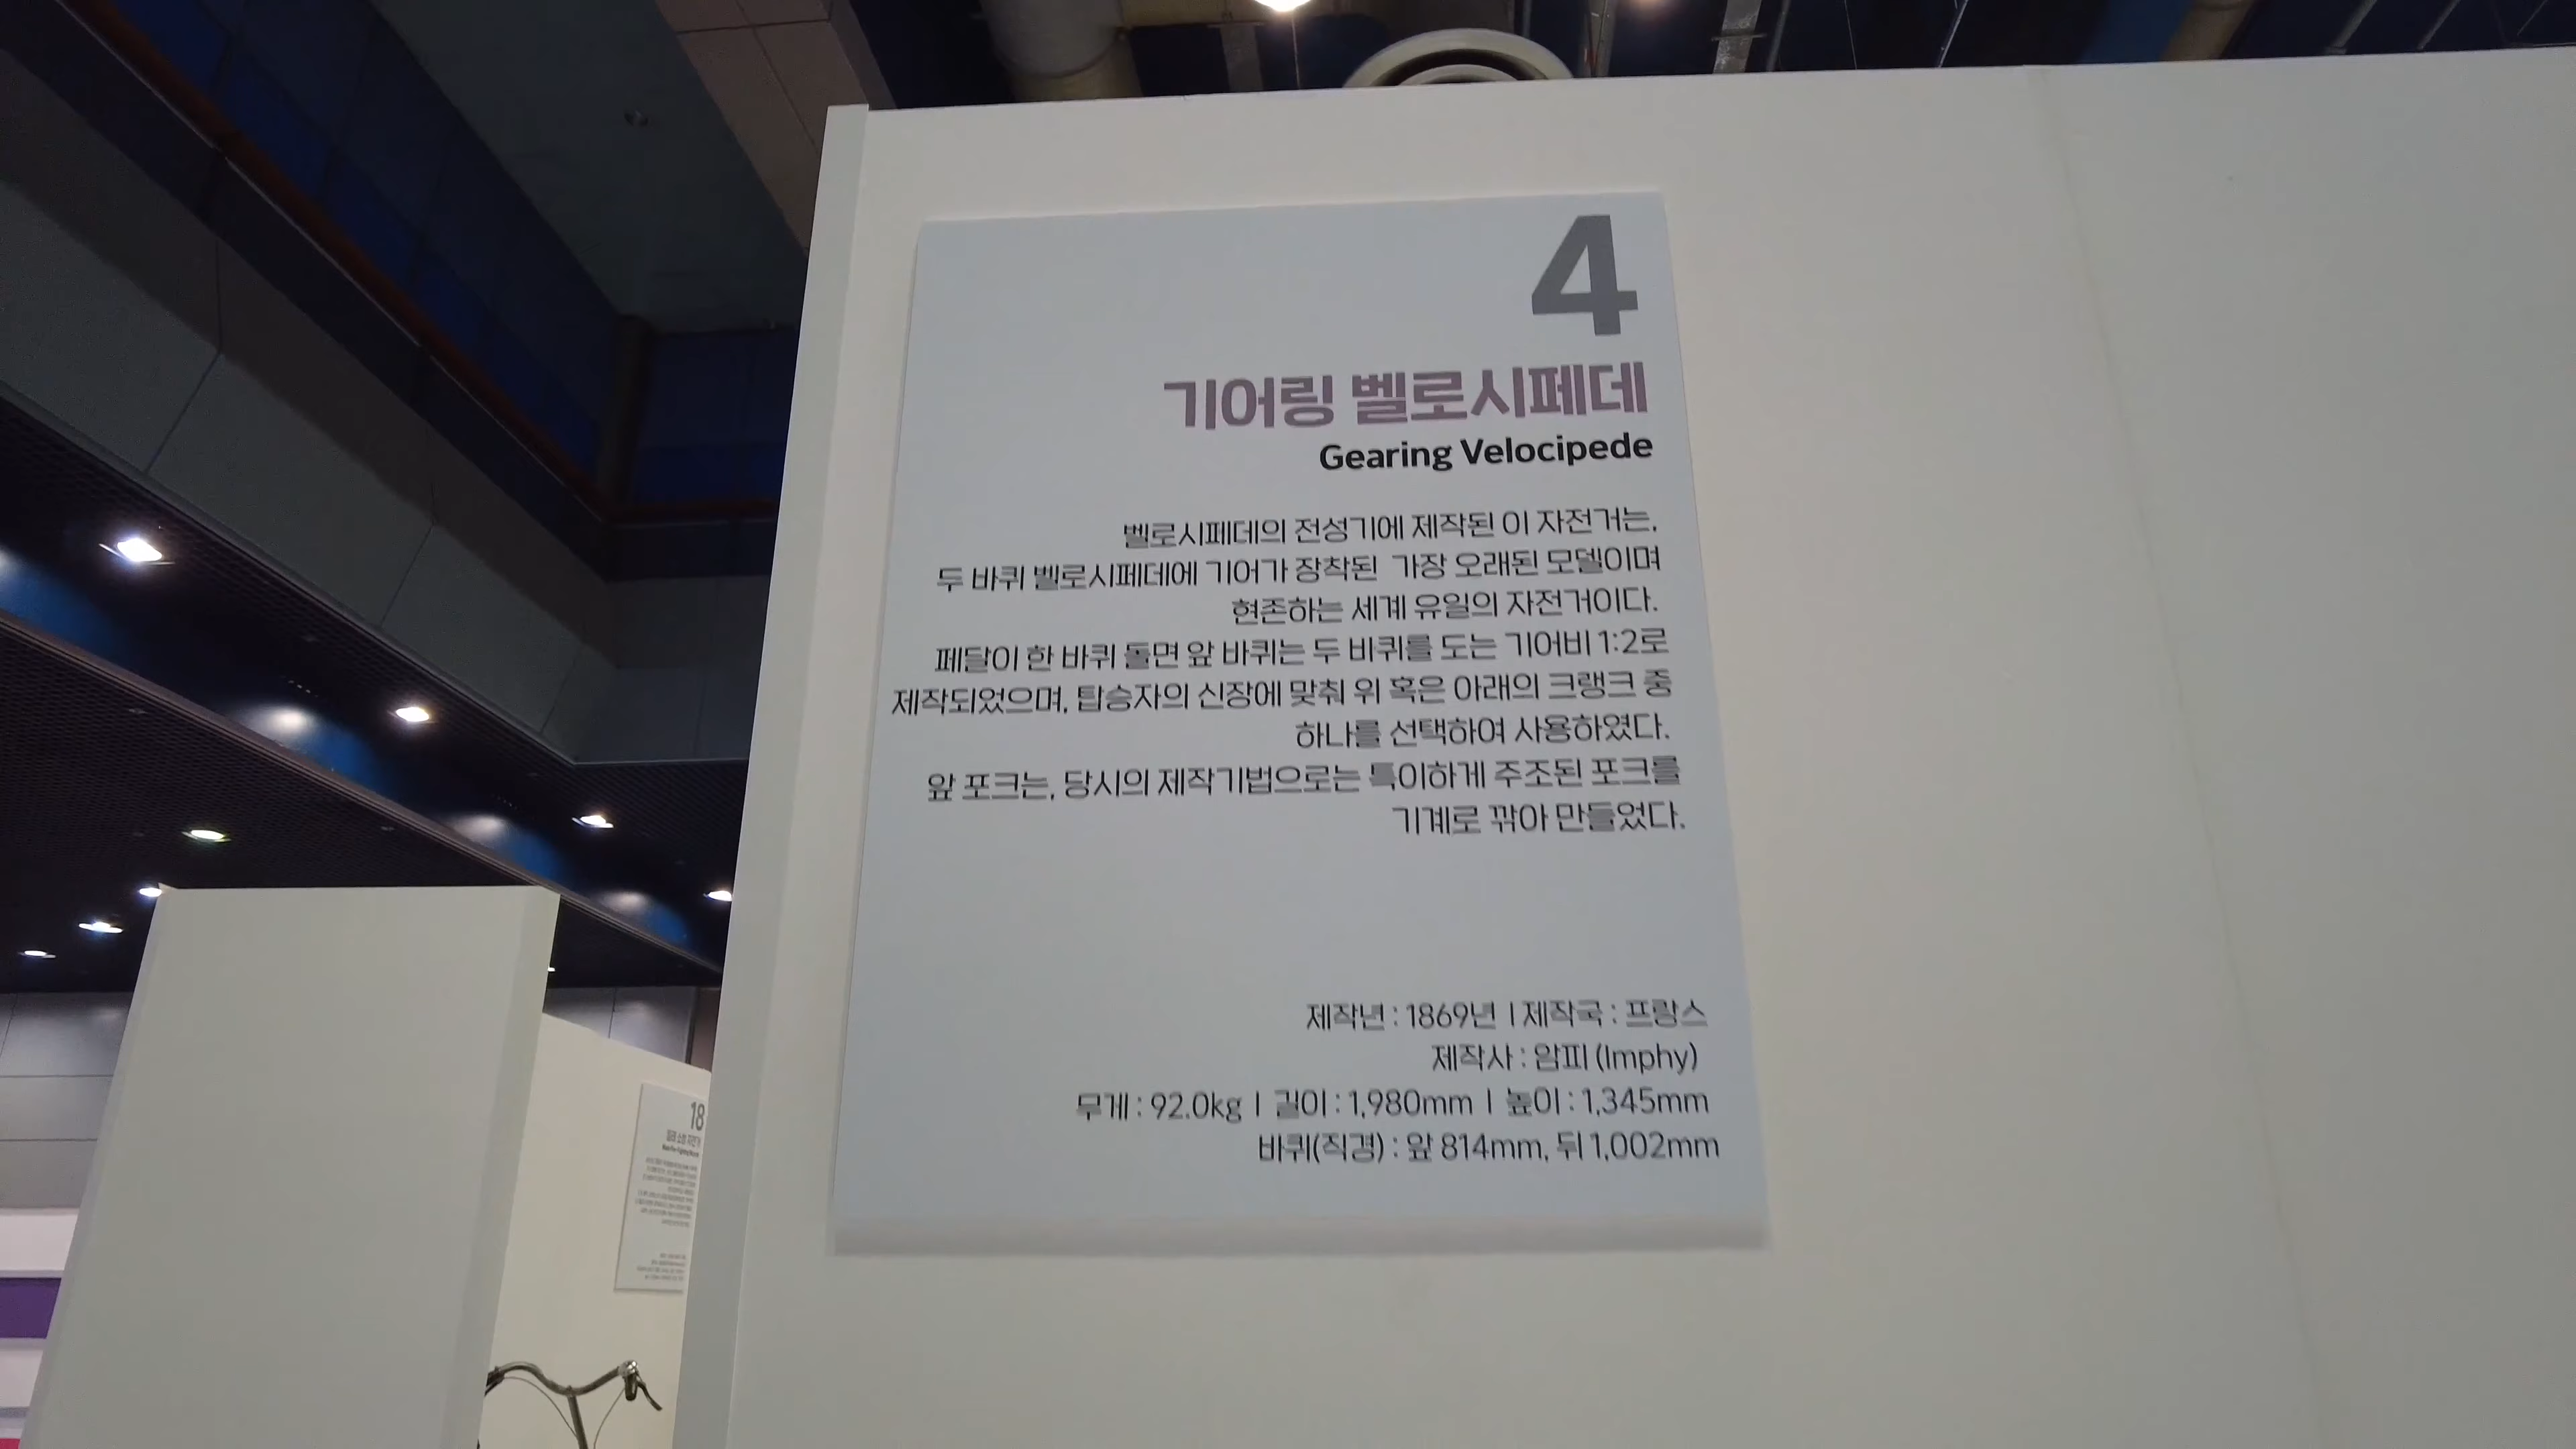 4
기어링 벨로시페데
Gearing Velocipede
벨로시페데의 전성기에 제작된 이 자전거는,
두 바퀴 벨로시페데에 기어가 장착된 가장 오래된 모델이며
현존하는 세계 유일의 자전거이다.
페달이 한 바퀴 돌면 앞 바퀴는 두 바퀴를 도는 기어비 1:2로
제작되었으며, 탑승자의 신장에 맞춰 위 혹은 아래의 크랭크 중
하나를 선택하여 사용하였다.
앞 포크는, 당시의 제작기법으로는 특이하게 주조된 포크를
기계로 깎아 만들었다.
제작년 : 1869년 | 제작국 : 프랑스
제작사 : 암피 (Imphy)
무게 : 92.0kg | 길이 : 1,980mm | 높이 : 1,345mm
바퀴(직경) : 앞 814mm, 뒤 1,002mm
18